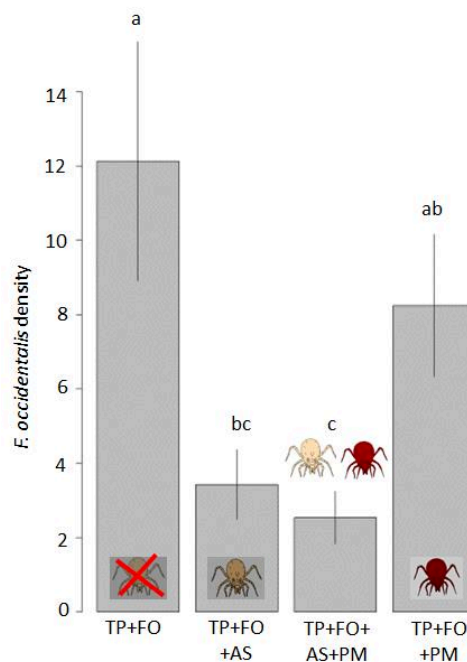 a
14
12
ab
10
F. occidentalis density
8
6
bc
c
4
2
0
TP+FO
TP+FO
+AS
TP+FO+
AS+PM
TP+FO
+PM